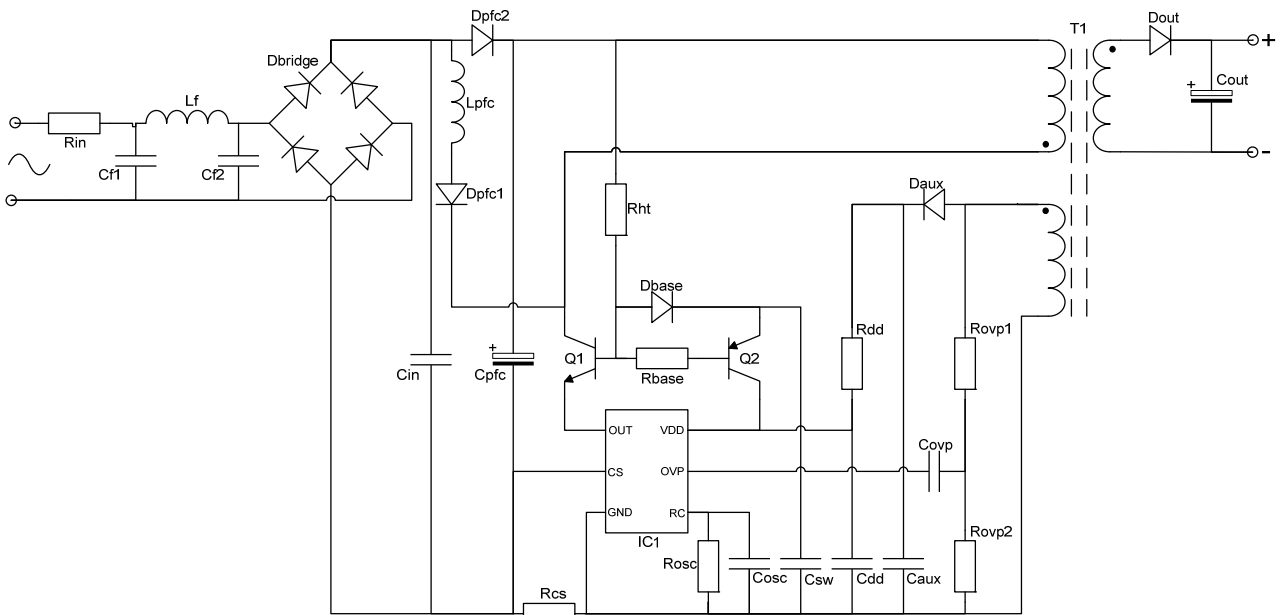 Dpfc2
Dout
T1
+
Dbridge
Lf
Lpfc
+
Cout
Rin
Cf1
Cf2
-
Dpfc1
Rht
Daux
Dbase
Rdd
Rovp1
+
Q1
Q2
Cin
Cpfc
Rbase
OUT
VDD
Covp
CS
OVP
GND
RC
Rovp2
IC1
Rosc
Cosc
Csw
Cdd
Caux
Rcs